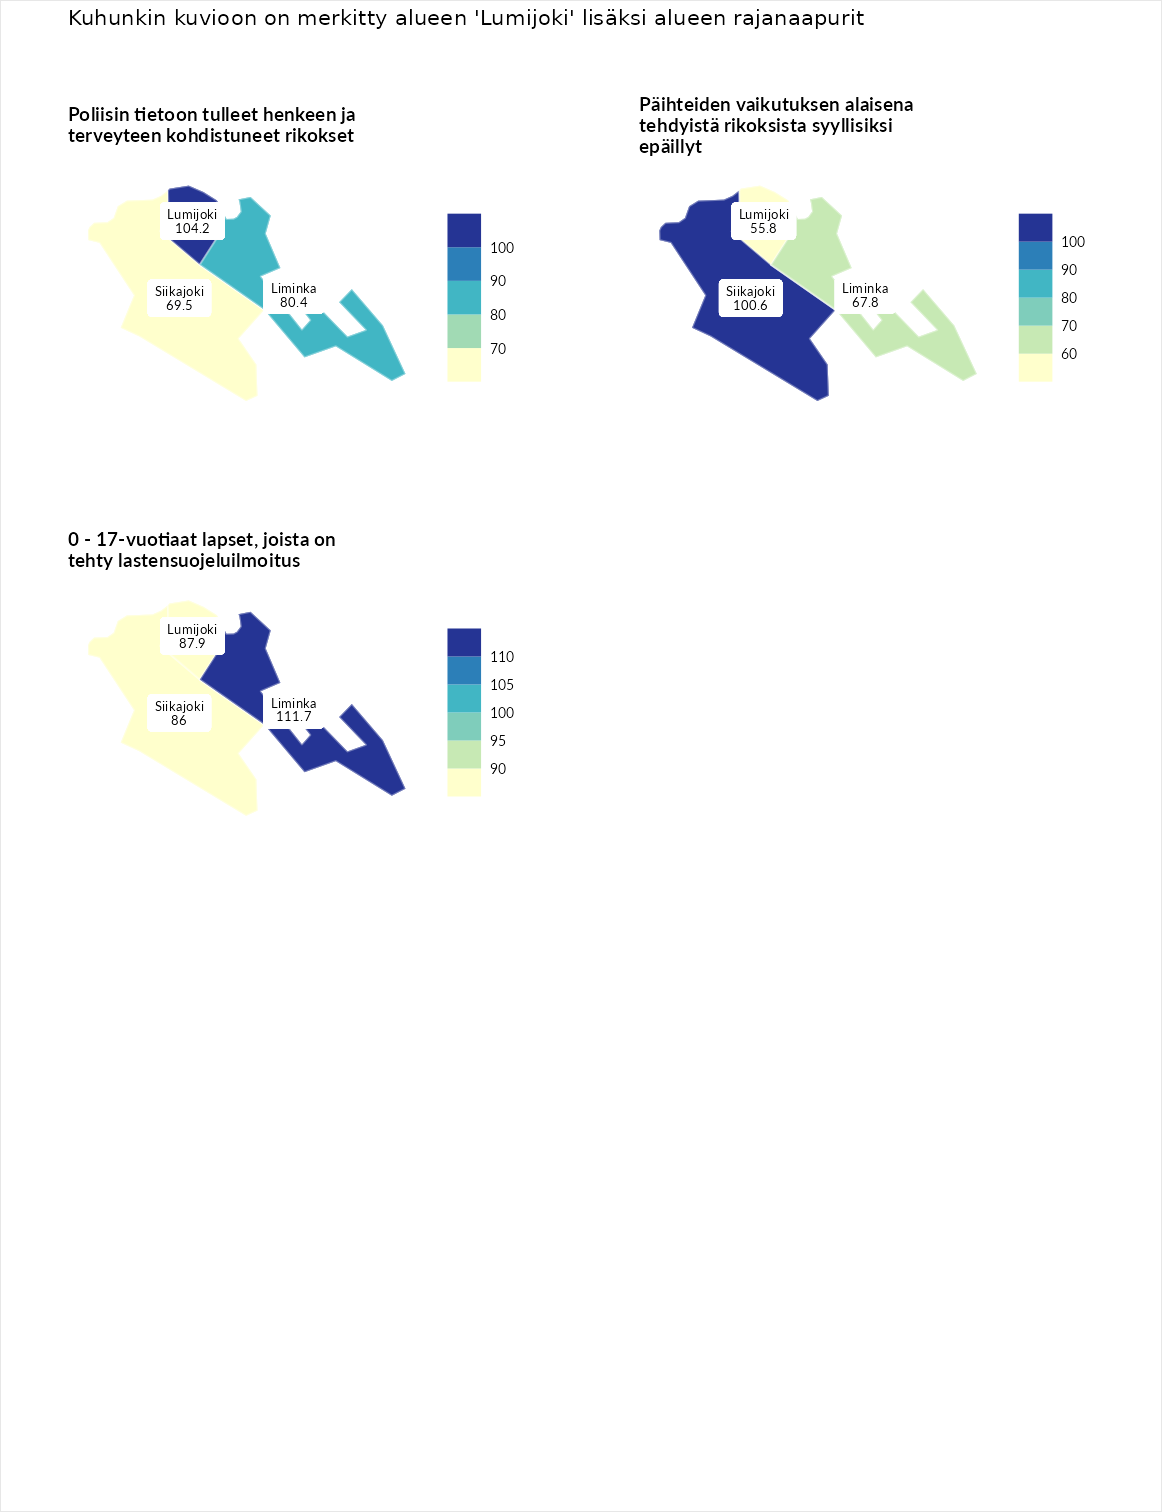 Kuhunkin kuvioon on merkitty alueen 'Lumijoki' lisäksi alueen rajanaapurit
Poliisin tietoon tulleet henkeen ja
terveyteen kohdistuneet rikokset
Lumijoki
104.2
Siikajoki
69.5
Liminka
80.4
100
90
80
70
Päihteiden vaikutuksen alaisena
tehdyistä rikoksista syyllisiksi
epäillyt
Lumijoki
55.8
Siikajoki
100.6
Liminka
67.8
100
90
80
70
60
0 - 17-vuotiaat lapset, joista on
tehty lastensuojeluilmoitus
Lumijoki
87.9
Siikajoki
86
Liminka
111.7
110
105
100
95
90